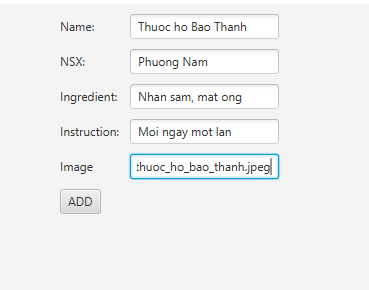 Name: Thuoc ho Bao Thanh
NSX: Phuong Nam
Ingredient: Nhan sam, mat ong
Instruction: Moi ngay mot lan
Image thuoc_ho_bao_thanh.jpeg
ADD